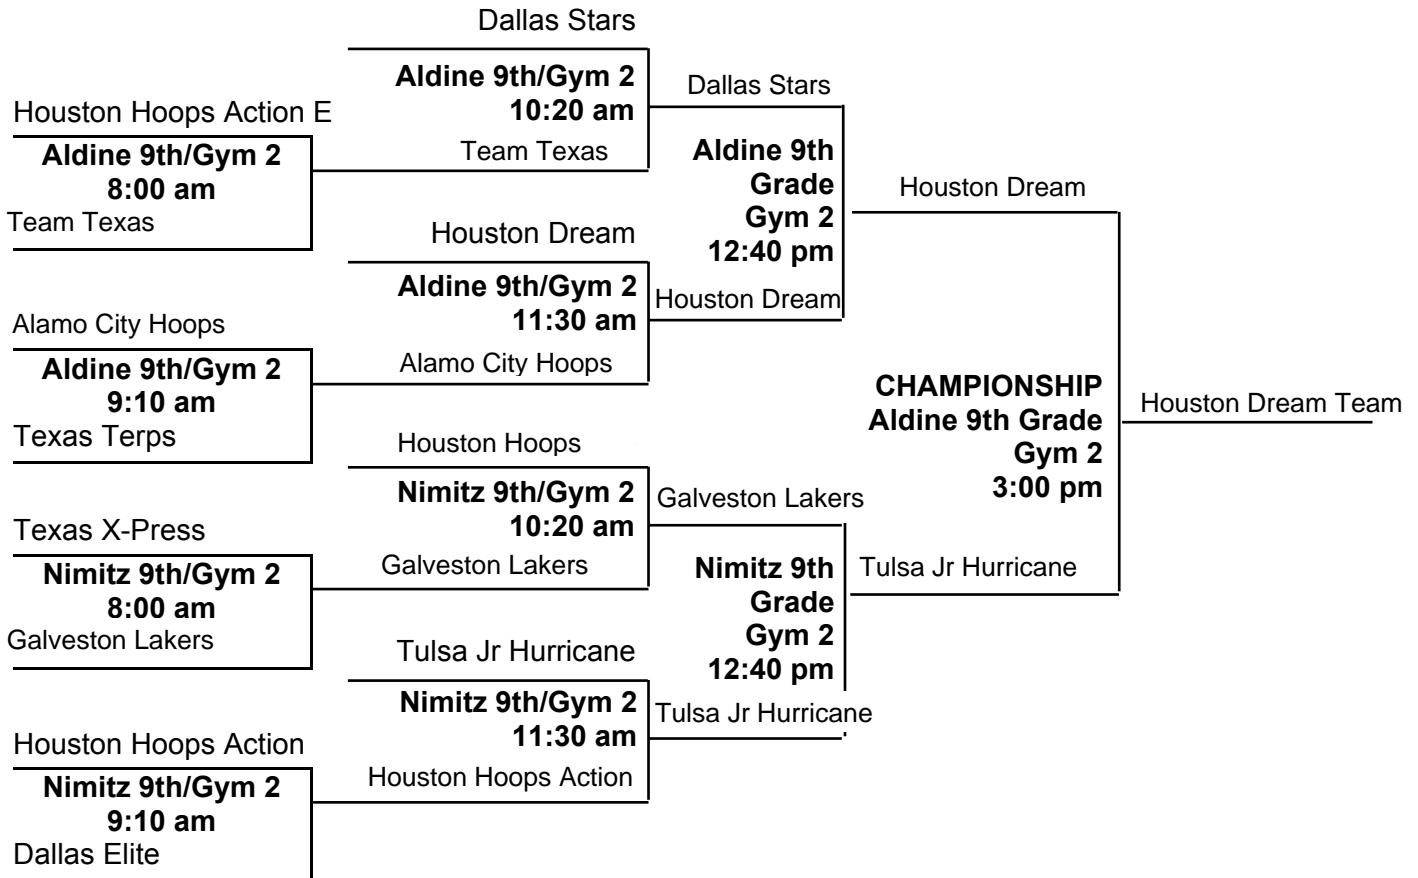 Dallas Stars
Aldine 9th/Gym 2
10:20 am
Team Texas
Houston Hoops Action E
Aldine 9th/Gym 2
8:00 am
Team Texas
Houston Dream
Aldine 9th/Gym 2
11:30 am
Alamo City Hoops
Alamo City Hoops
Aldine 9th/Gym 2
9:10 am
Texas Terps
Houston Hoops
Nimitz 9th/Gym 2
10:20 am
Galveston Lakers
Texas X-Press
Nimitz 9th/Gym 2
8:00 am
Galveston Lakers
Tulsa Jr Hurricane
Nimitz 9th/Gym 2
11:30 am
Houston Hoops Action
Houston Hoops Action
Nimitz 9th/Gym 2
9:10 am
Dallas Elite
Dallas Stars
Aldine 9th
Grade
Gym 2
12:40 pm
Houston Dream
Galveston Lakers
Nimitz 9th
Grade
Gym 2
12:40 pm
Tulsa Jr Hurricane
Houston Dream
CHAMPIONSHIP
Aldine 9th Grade
Gym 2
3:00 pm
Tulsa Jr Hurricane
Houston Dream Team